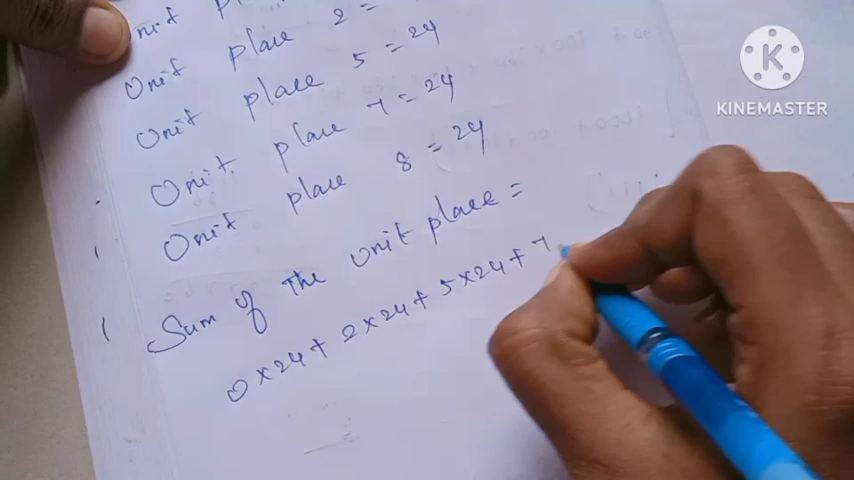 Unit
Unit place 2 =
Unit place 5 = 24
Unit place 7 = 24
Unit place 8 = 24
Sum of The Unit place =
0 × 24 + 2 × 24 + 5 × 24 + 7
K
KINEMASTER